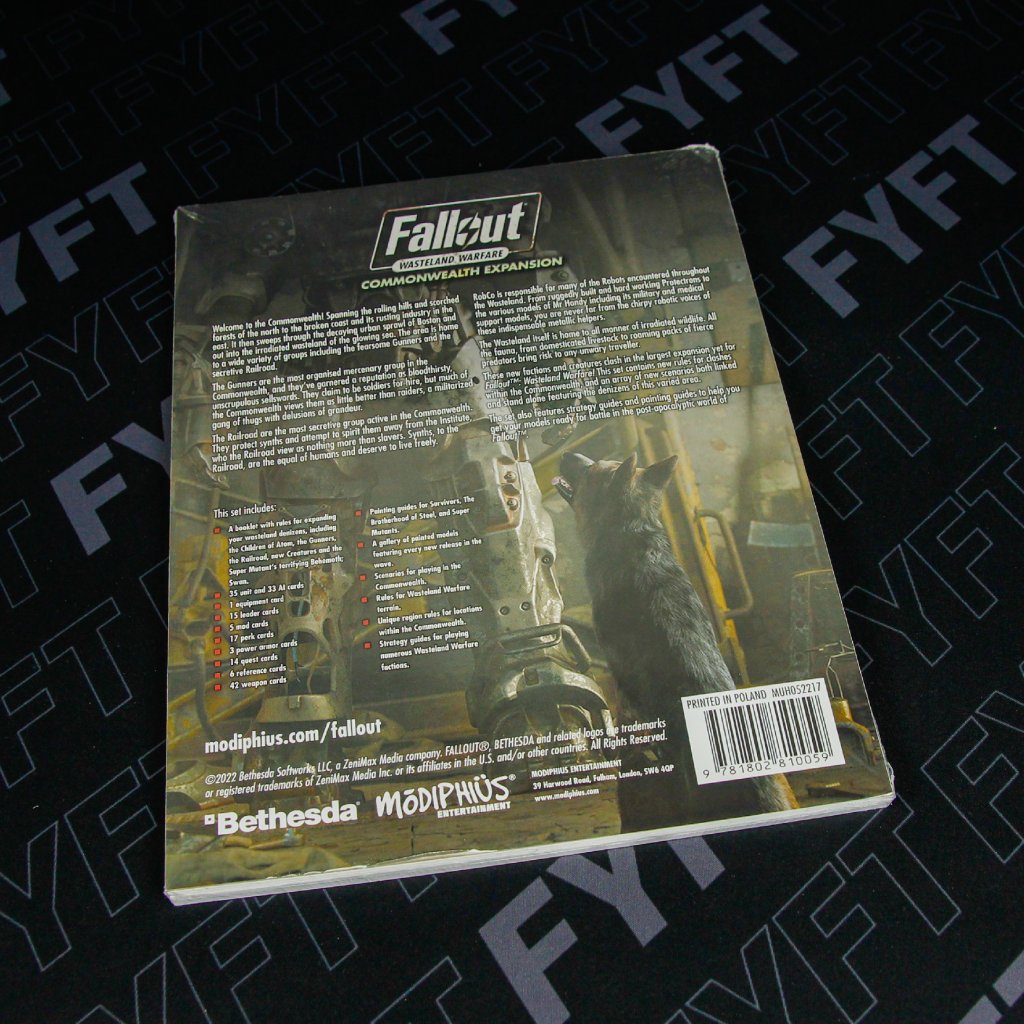 Fallout
WASTELAND WARFARE
COMMONWEALTH EXPANSION
Welcome to the Commonwealth! Spanning the rolling hills and scorched
forests of the north to the broken coast and its rusting industry in the
east. It then sweeps through the decaying urban sprawl of Boston and
out into the irradiated wasteland of the glowing sea. The area is home
to a wide variety of groups including the fearsome Gunners and the
secretive Railroad.
The Gunners are the most organised mercenary group in the
Commonwealth, and they've garnered a reputation as bloodthirsty,
unscrupulous sellswords. They claim to be soldiers for hire, but much of
the Commonwealth views them as little better than raiders, a militarized
gang of thugs with delusions of grandeur.
The Railroad are the most secretive group active in the Commonwealth.
They protect synths and attempt to spirit them away from the Institute,
who the Railroad view as nothing more than slavers. Synths, to the
Railroad, are the equal of humans and deserve to live freely.
RobCo is responsible for many of the Robots encountered throughout
the Wasteland. From ruggedly built and hard working Protectrons to
the various models of Mr Handy including its military and medical
support models, you are never far from the chirpy robotic voices of
these indispensable metallic helpers.
The Wasteland itself is home to all manner of irradiated wildlife. All
the fauna, from domesticated livestock to roaming packs of fierce
predators bring risk to any unwary traveller.
These new factions and creatures clash in the largest expansion yet for
Fallout™: Wasteland Warfare! This set contains new rules for clashes
within the Commonwealth, and an array of new scenarios both linked
and stand alone featuring the denizens of this varied area.
The set also features strategy guides and painting guides to help you
get your models ready for battle in the post-apocalyptic world of
Fallout™
This set includes:
A booklet with rules for expanding
your wasteland denizens, including
the Children of Atom, the Gunners,
the Railroad, new Creatures and the
Super Mutant's terrifying Behemoth;
Swan.
35 unit and 33 AI cards
1 equipment card
15 leader cards
5 mod cards
17 perk cards
3 power armor cards
14 quest cards
6 reference cards
42 weapon cards
Painting guides for Survivors, The
Brotherhood of Steel, and Super
Mutants.
A gallery of painted models
featuring every new release in the
wave.
Scenarios for playing in the
Commonwealth.
Rules for Wasteland Warfare
terrain.
Unique region rules for locations
within the Commonwealth.
Strategy guides for playing
numerous Wasteland Warfare
factions.
modiphius.com/fallout
©2022 Bethesda Softworks LLC, a ZeniMax Media company. FALLOUT®, BETHESDA and related logos are trademarks
or registered trademarks of ZeniMax Media Inc. or its affiliates in the U.S. and/or other countries. All Rights Reserved.
Bethesda®
MōDIPHIÜS®
ENTERTAINMENT
MODIPHIUS ENTERTAINMENT
39 Harwood Road, Fulham, London, SW6 4QP
www.modiphius.com
PRINTED IN POLAND MUH052217
9 781802 810059
FYFT
FYFT
FYFT
FYFT
FYFT
FYFT